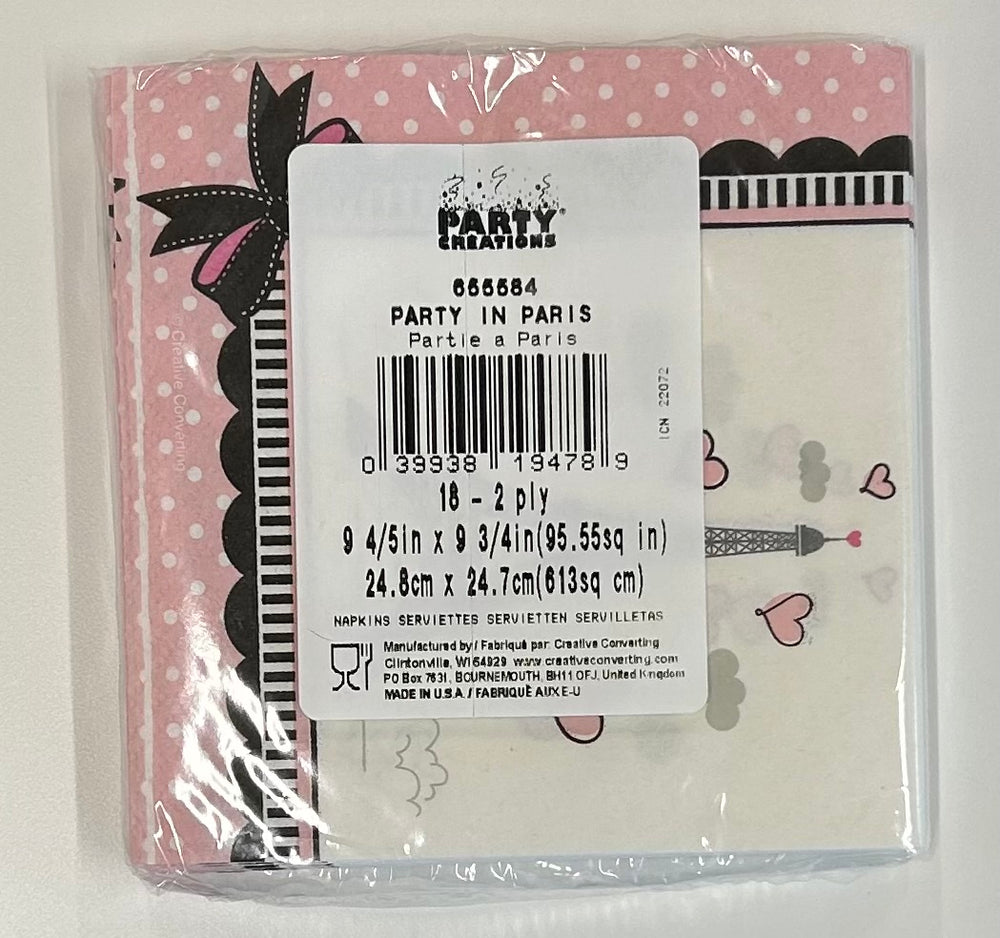 PARTY
CREATIONS
PARTY IN PARIS
Partie a Paris
LCN 22072
0 39938 19478 9
18 - 2 ply
9 4/5in x 9 3/4in(95.55sq in)
24.8cm x 24.7cm(613sq cm)
NAPKINS SERVIETTES SERVIETTEN SERVILLETAS
Manufactured by / Fabriqué par: Creative Converting
Clintonville, WI 54929 www.creativeconverting.com
PO Box 7631, BOURNEMOUTH, BH11 OFJ, United Kingdom
MADE IN U.S.A. / FABRIQUÉ AUX E-U
© Creative Converting